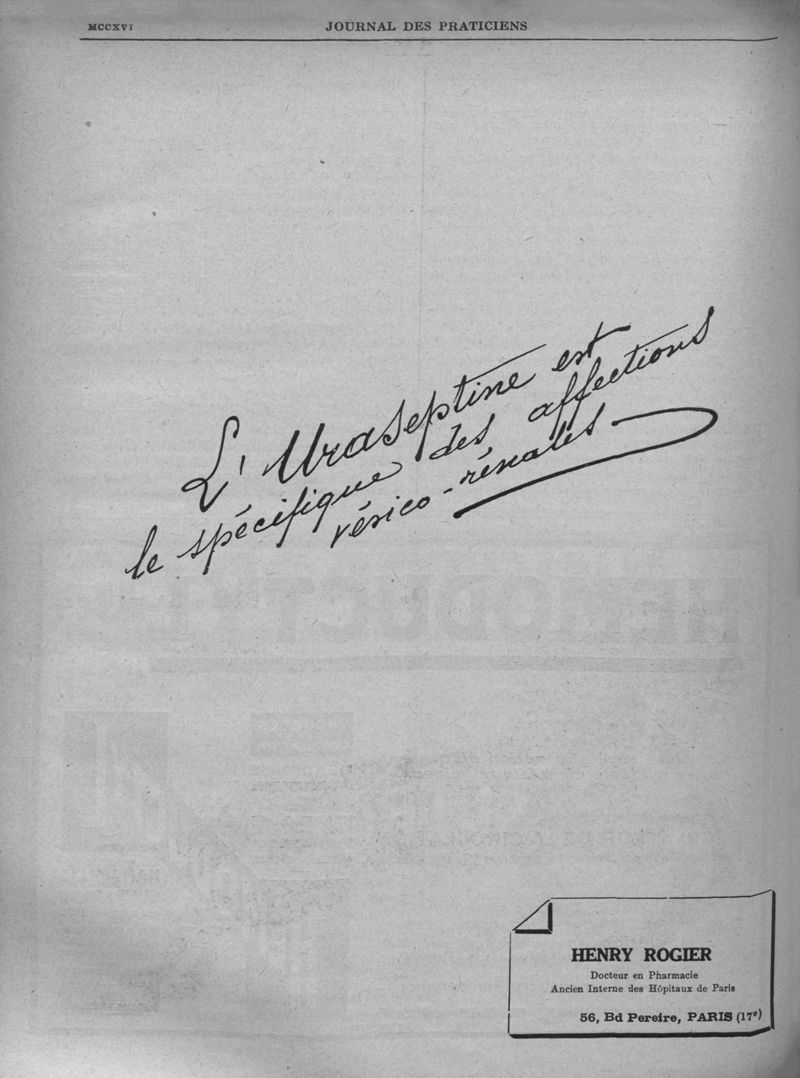 MCCXVI
JOURNAL DES PRATICIENS
L'Uraseptine est
le spécifique des affections
vésico-rénales
HENRY ROGIER
Docteur en Pharmacie
Ancien Interne des Hôpitaux de Paris
56, Bd Pereire, PARIS (17e)